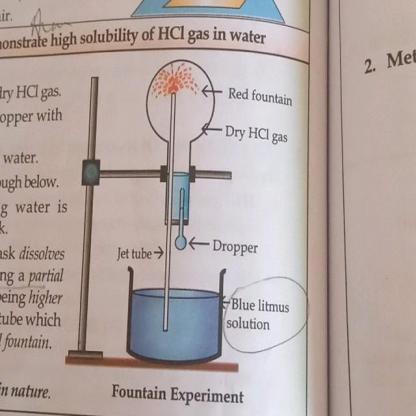 air.
monstrate high solubility of HCl gas in water
dry HCl gas.
opper with
water.
ugh below.
g water is
k.
ask dissolves
ng a partial
being higher
tube which
fountain.
in nature.
Red fountain
Dry HCl gas
Dropper
Jet tube
Blue litmus
solution
Fountain Experiment
2. Met